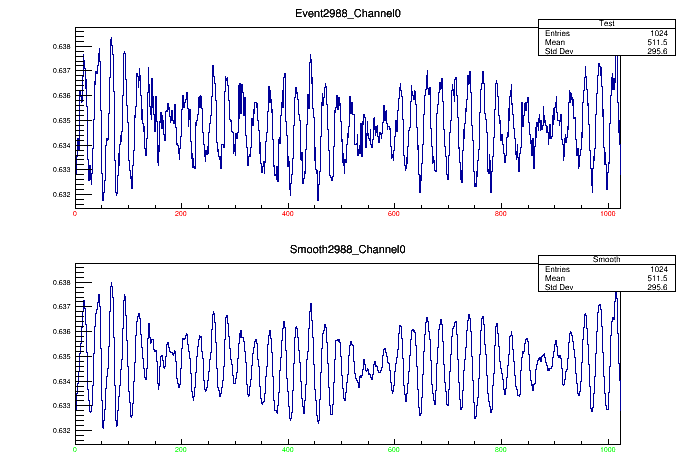 Event2988_Channel0
Test
Entries 1024
Mean 511.5
Std Dev 295.6
0.638
0.637
0.636
0.635
0.634
0.633
0.632
0 200 400 600 800 1000
Smooth2988_Channel0
Smooth
Entries 1024
Mean 511.5
Std Dev 295.6
0.638
0.637
0.636
0.635
0.634
0.633
0.632
0 200 400 600 800 1000